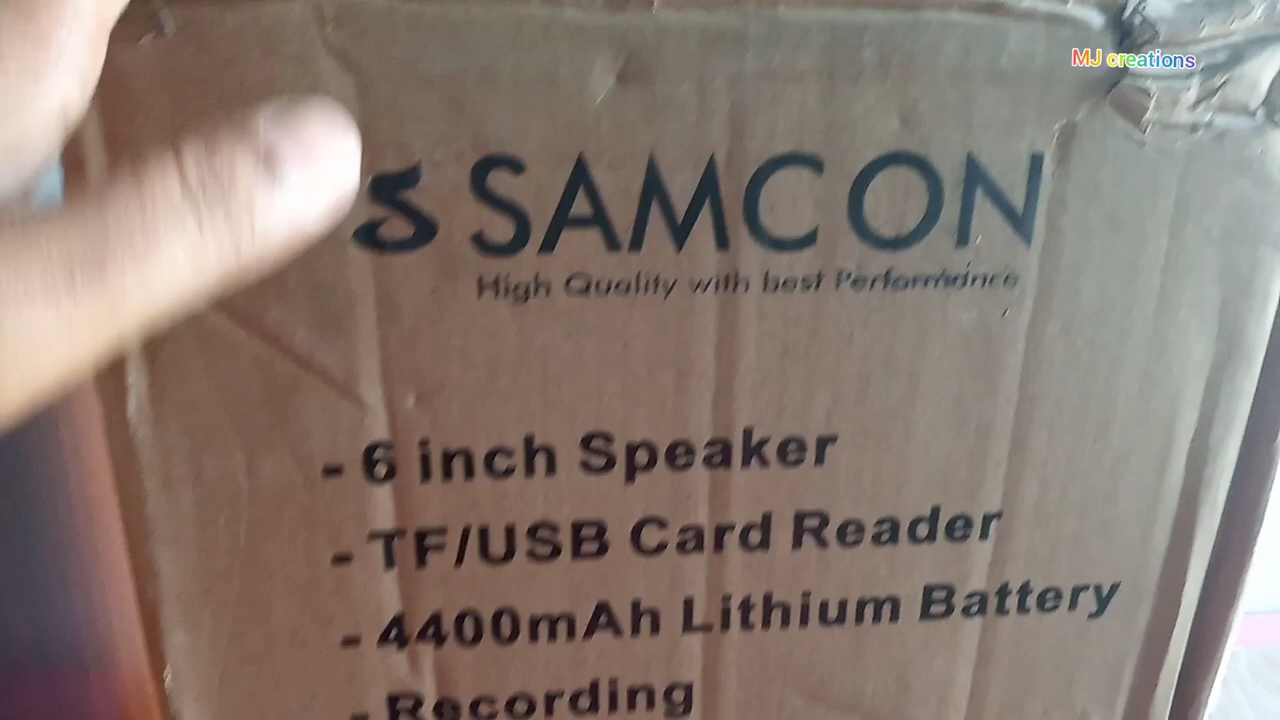 MJ creations
SAMCON
High Quality with best Performance
- 6 inch Speaker
- TF/USB Card Reader
- 4400mAh Lithium Battery
- Recording